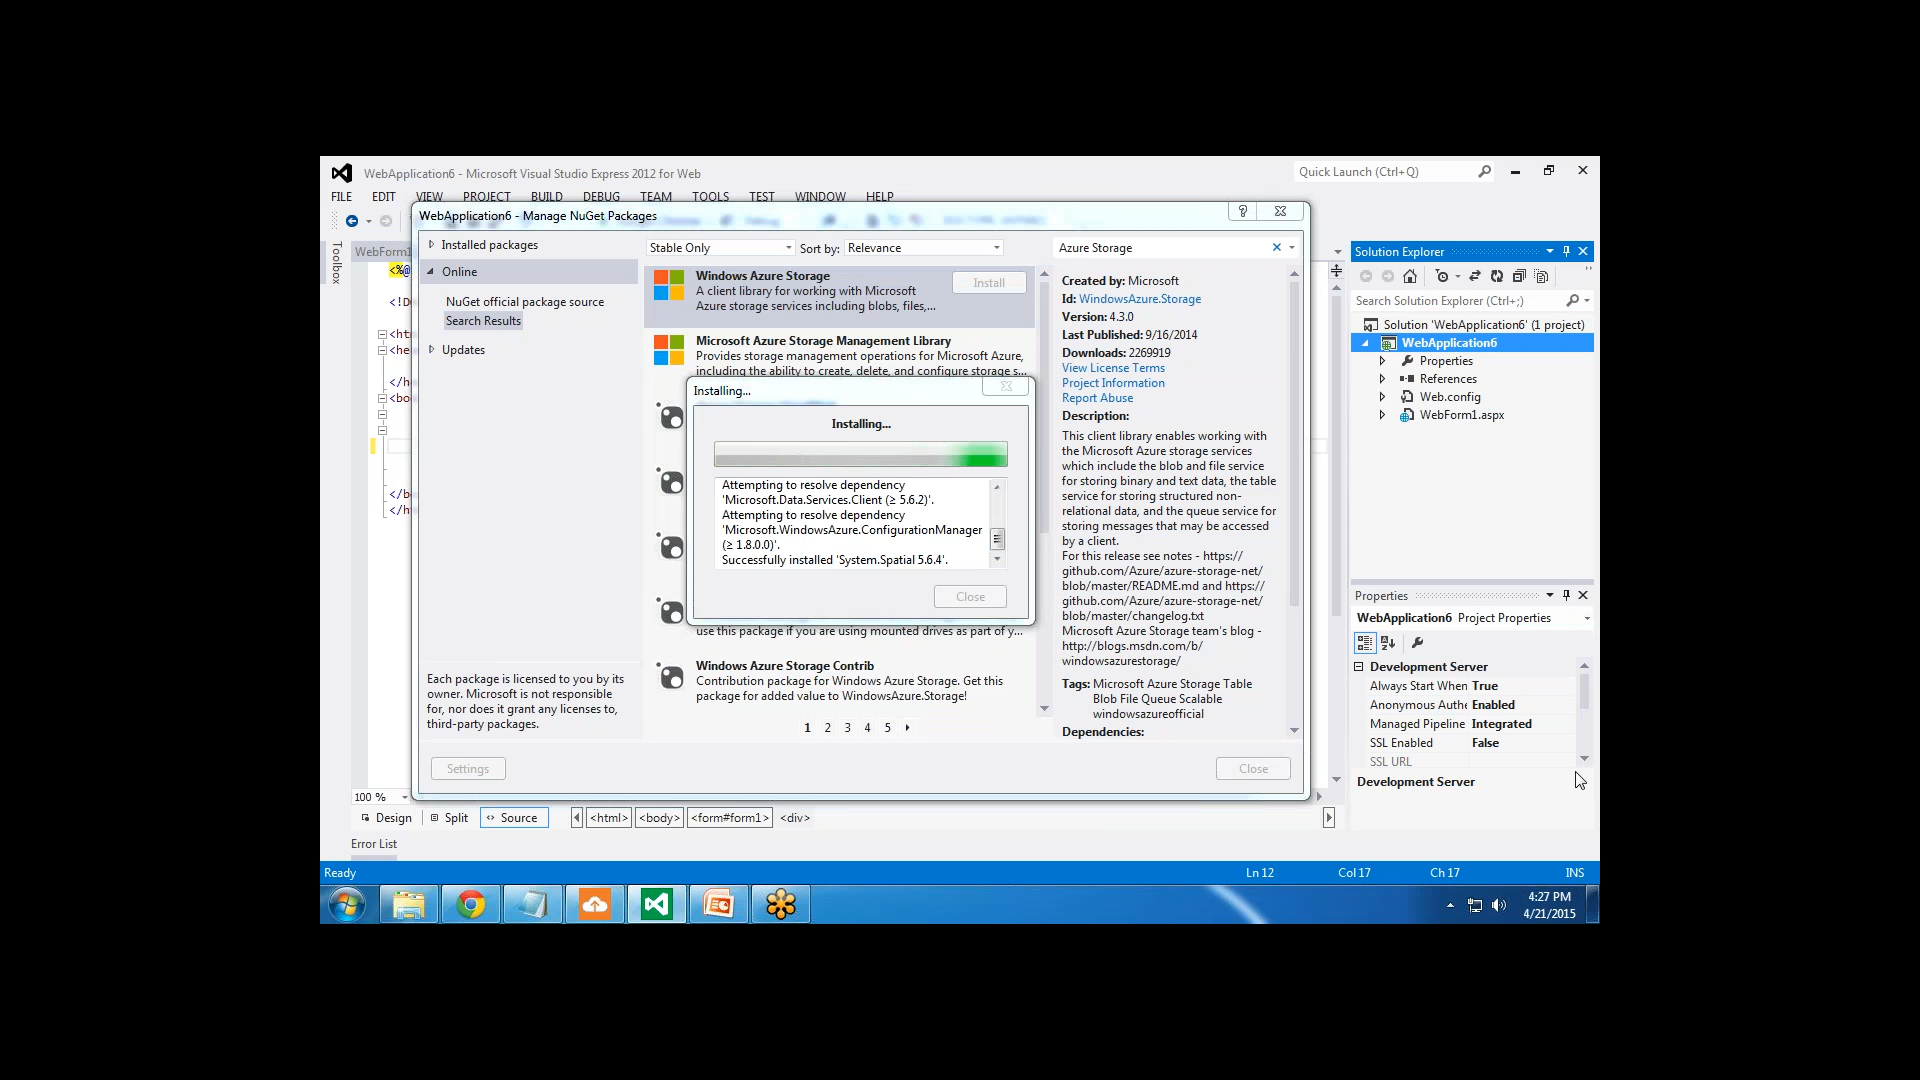 WebApplication6 - Microsoft Visual Studio Express 2012 for Web
Quick Launch (Ctrl+Q)
FILE EDIT VIEW PROJECT BUILD DEBUG TEAM TOOLS TEST WINDOW HELP
WebApplication6 - Manage NuGet Packages
Toolbox
WebForm1
<%@
<!D
<ht
<he
</h
<bo
</b
</h
Installed packages
Online
NuGet official package source
Search Results
Updates
Each package is licensed to you by its
owner. Microsoft is not responsible
for, nor does it grant any licenses to,
third-party packages.
Settings
Stable Only
Sort by: Relevance
Windows Azure Storage
Install
A client library for working with Microsoft
Azure storage services including blobs, files,...
Microsoft Azure Storage Management Library
Provides storage management operations for Microsoft Azure,
including the ability to create, delete, and configure storage s...
Installing...
Installing...
Attempting to resolve dependency
'Microsoft.Data.Services.Client (≥ 5.6.2)'.
Attempting to resolve dependency
'Microsoft.WindowsAzure.ConfigurationManager
(≥ 1.8.0.0)'.
Successfully installed 'System.Spatial 5.6.4'.
Close
use this package if you are using mounted drives as part of y...
Windows Azure Storage Contrib
Contribution package for Windows Azure Storage. Get this
package for added value to WindowsAzure.Storage!
1 2 3 4 5
Azure Storage
Created by: Microsoft
Id: WindowsAzure.Storage
Version: 4.3.0
Last Published: 9/16/2014
Downloads: 2269919
View License Terms
Project Information
Report Abuse
Description:
This client library enables working with
the Microsoft Azure storage services
which include the blob and file service
for storing binary and text data, the table
service for storing structured non-
relational data, and the queue service for
storing messages that may be accessed
by a client.
For this release see notes - https://
github.com/Azure/azure-storage-net/
blob/master/README.md and https://
github.com/Azure/azure-storage-net/
blob/master/changelog.txt
Microsoft Azure Storage team's blog -
http://blogs.msdn.com/b/
windowsazurestorage/
Tags: Microsoft Azure Storage Table
Blob File Queue Scalable
windowsazureofficial
Dependencies:
Close
Solution Explorer
Search Solution Explorer (Ctrl+;)
Solution 'WebApplication6' (1 project)
WebApplication6
Properties
References
Web.config
WebForm1.aspx
Properties
WebApplication6 Project Properties
Development Server
Always Start When True
Anonymous Authe Enabled
Managed Pipeline Integrated
SSL Enabled False
SSL URL
Development Server
100 %
Design Split Source <html> <body> <form#form1> <div>
Error List
Ready Ln 12 Col 17 Ch 17 INS
4:27 PM
4/21/2015